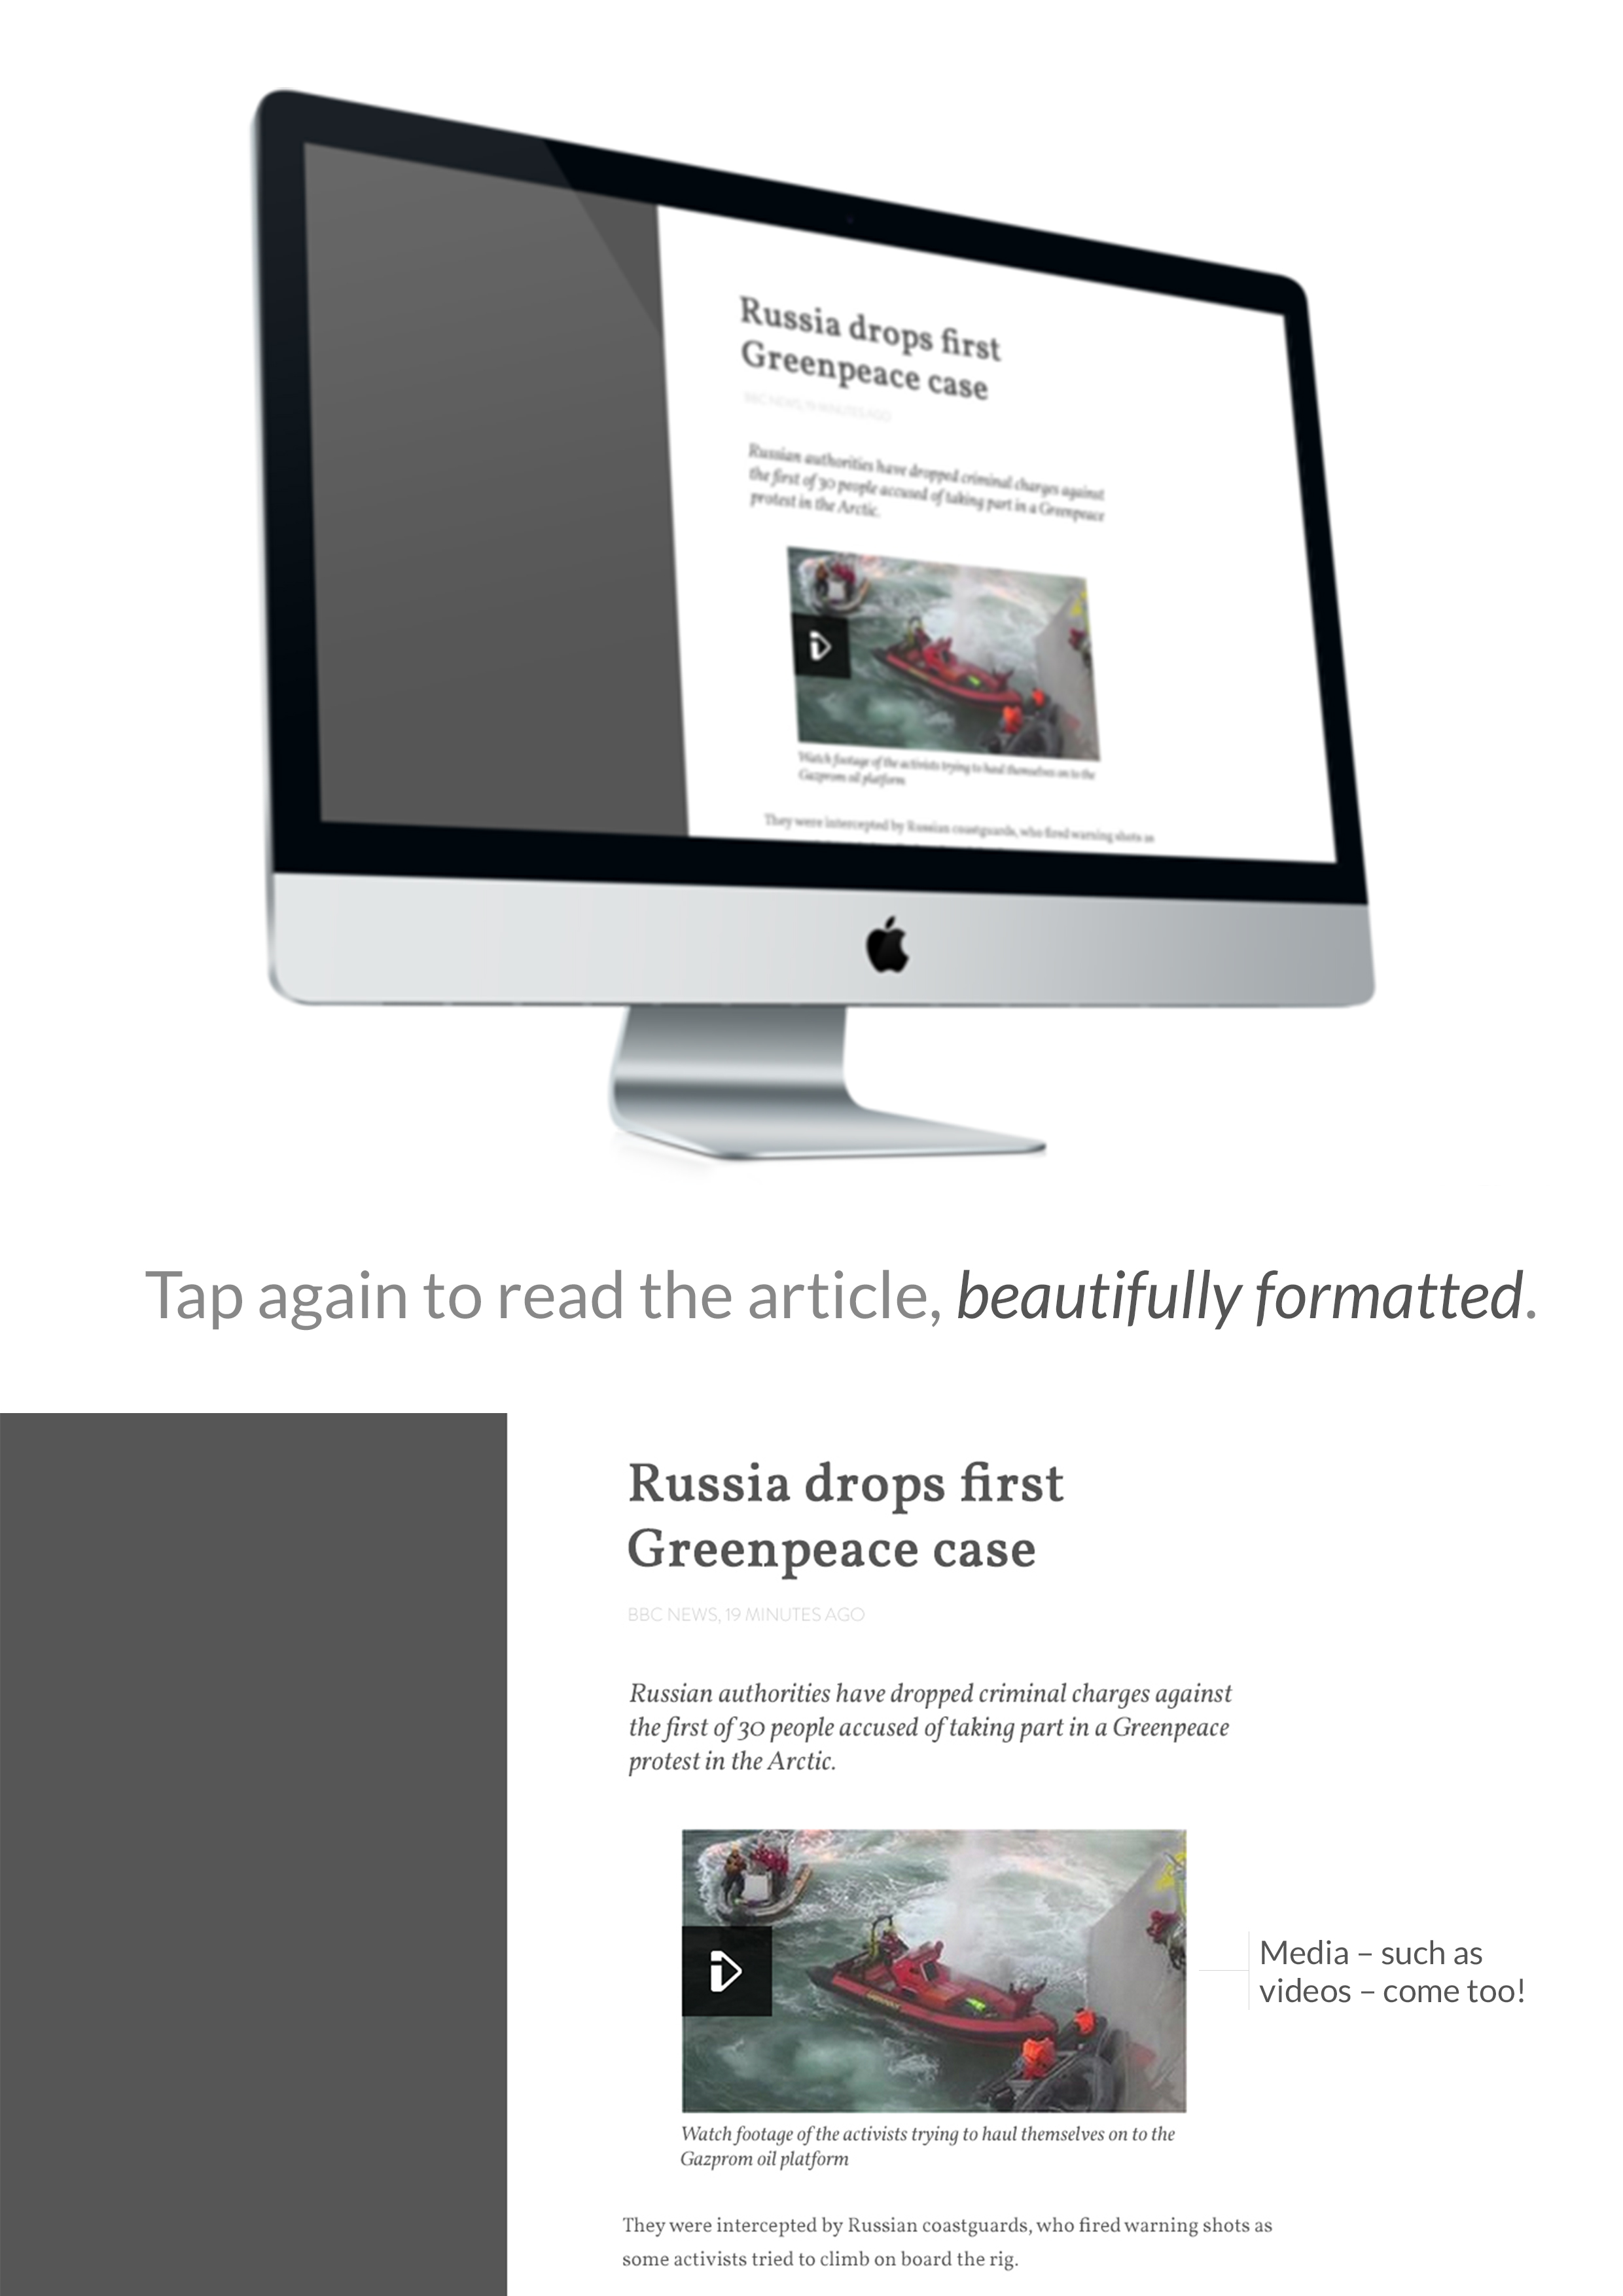 Russia drops first
Greenpeace case
BBC NEWS, 19 MINUTES AGO
Russian authorities have dropped criminal charges against
the first of 30 people accused of taking part in a Greenpeace
protest in the Arctic.
Watch footage of the activists trying to haul themselves on to the
Gazprom oil platform
They were intercepted by Russian coastguards, who fired warning shots as
Tap again to read the article, beautifully formatted.
Russia drops first
Greenpeace case
BBC NEWS, 19 MINUTES AGO
Russian authorities have dropped criminal charges against
the first of 30 people accused of taking part in a Greenpeace
protest in the Arctic.
Media – such as
videos – come too!
Watch footage of the activists trying to haul themselves on to the
Gazprom oil platform
They were intercepted by Russian coastguards, who fired warning shots as
some activists tried to climb on board the rig.